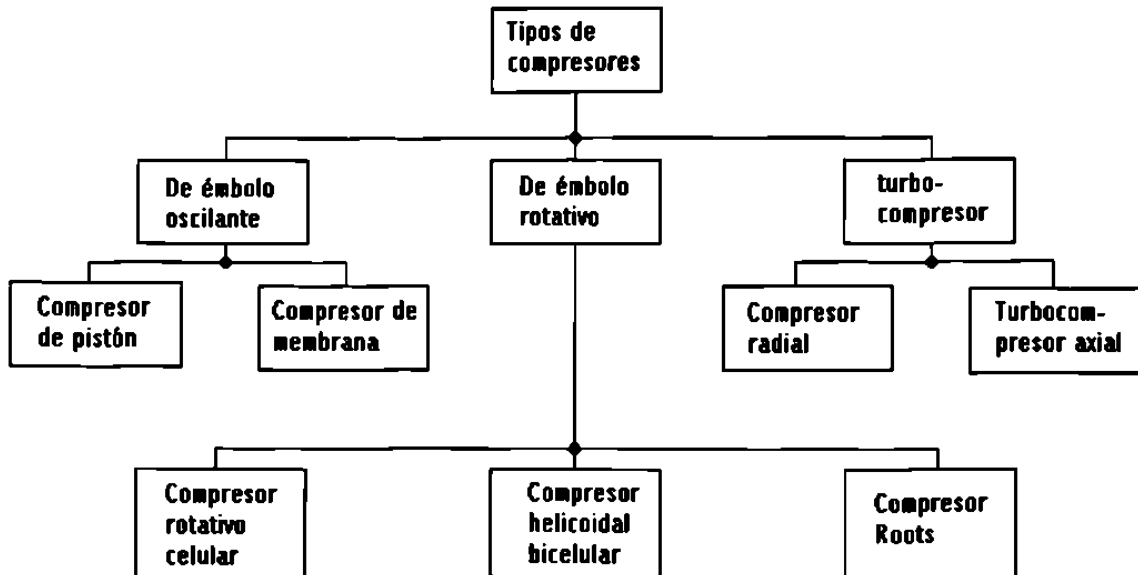 Tipos de
compresores
De émbolo
oscilante
De émbolo
rotativo
turbo-
compresor
Compresor
de pistón
Compresor de
membrana
Compresor
radial
Turbocom-
presor axial
Compresor
rotativo
celular
Compresor
helicoidal
bicelular
Compresor
Roots